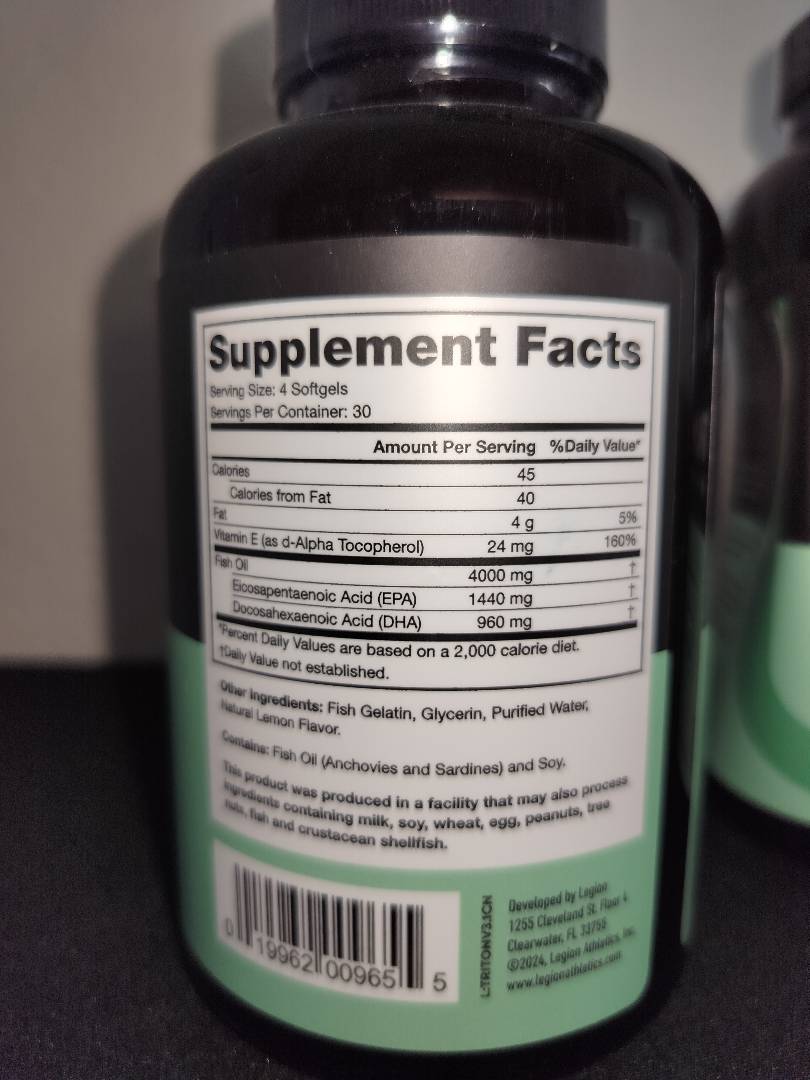 Supplement Facts
Serving Size: 4 Softgels
Servings Per Container: 30
Amount Per Serving %Daily Value*
Calories 45
Calories from Fat 40
Fat 4 g 5%
Vitamin E (as d-Alpha Tocopherol) 24 mg 160%
Fish Oil 4000 mg †
Eicosapentaenoic Acid (EPA) 1440 mg †
Docosahexaenoic Acid (DHA) 960 mg †
*Percent Daily Values are based on a 2,000 calorie diet.
†Daily Value not established.
Other Ingredients: Fish Gelatin, Glycerin, Purified Water,
Natural Lemon Flavor.
Contains: Fish Oil (Anchovies and Sardines) and Soy.
This product was produced in a facility that may also process
ingredients containing milk, soy, wheat, egg, peanuts, tree
nuts, fish and crustacean shellfish.
0 19962 00965 5
L-TRITONV3.1CN
Developed by Legion
1255 Cleveland St. Floor 4
Clearwater, FL 33755
©2024, Legion Athletics, Inc.
www.legionathletics.com